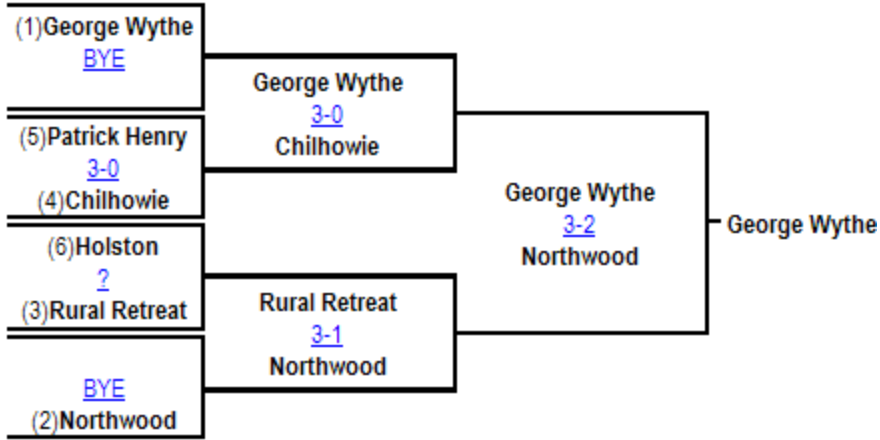 (1)George Wythe
BYE
(5)Patrick Henry
3-0
(4)Chilhowie
(6)Holston
?
(3)Rural Retreat
BYE
(2)Northwood
George Wythe
3-0
Chilhowie
Rural Retreat
3-1
Northwood
George Wythe
3-2
Northwood
George Wythe